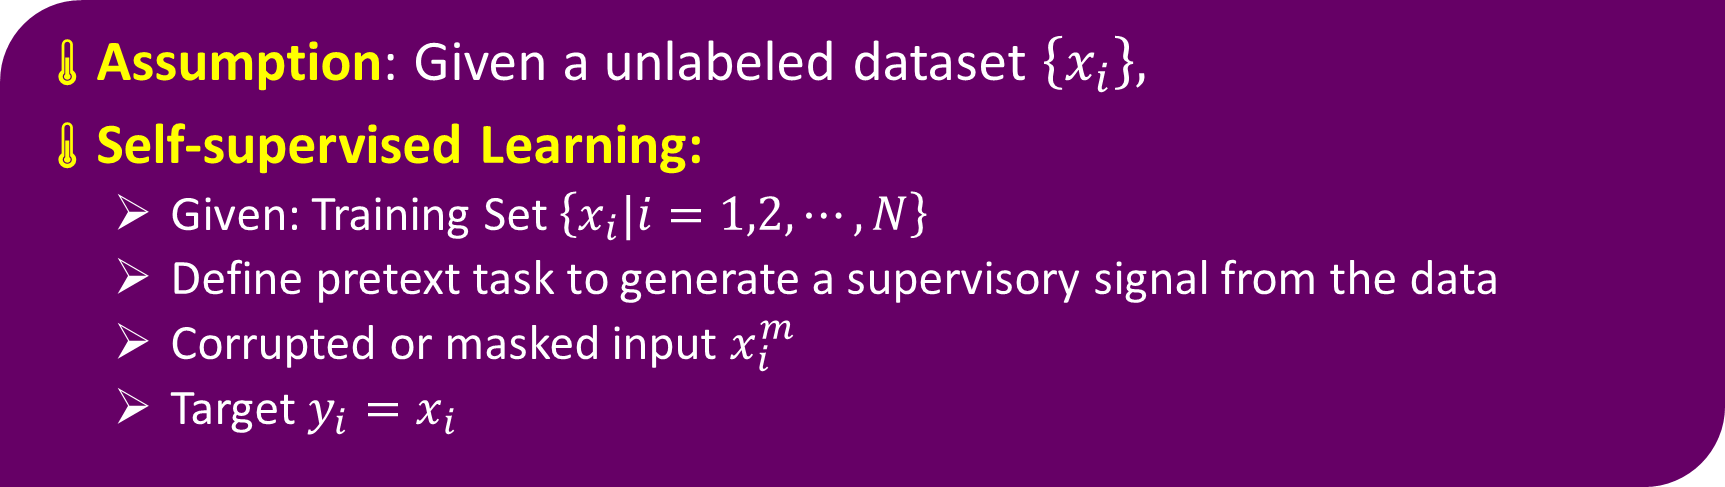 Assumption: Given a unlabeled dataset {x_i},
Self-supervised Learning:
➢ Given: Training Set {x_i|i = 1,2, ⋯ , N}
➢ Define pretext task to generate a supervisory signal from the data
➢ Corrupted or masked input x_i^m
➢ Target y_i = x_i